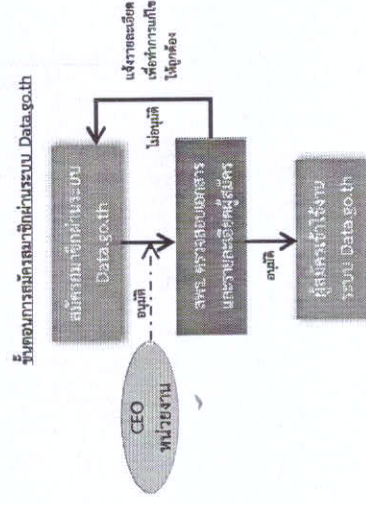 ขั้นตอนการสมัครสมาชิกผ่านระบบ Data.go.th
สมัครสมาชิกผ่านระบบ
Data.go.th
CEO
หน่วยงาน
อนุมัติ
ไม่อนุมัติ
แจ้งรายละเอียด
เพื่อทำการแก้ไข
ให้ถูกต้อง
สพร. ตรวจสอบเอกสาร
และรายละเอียดผู้สมัคร
อนุมัติ
ผู้สมัครเข้าใช้งาน
ระบบ Data.go.th